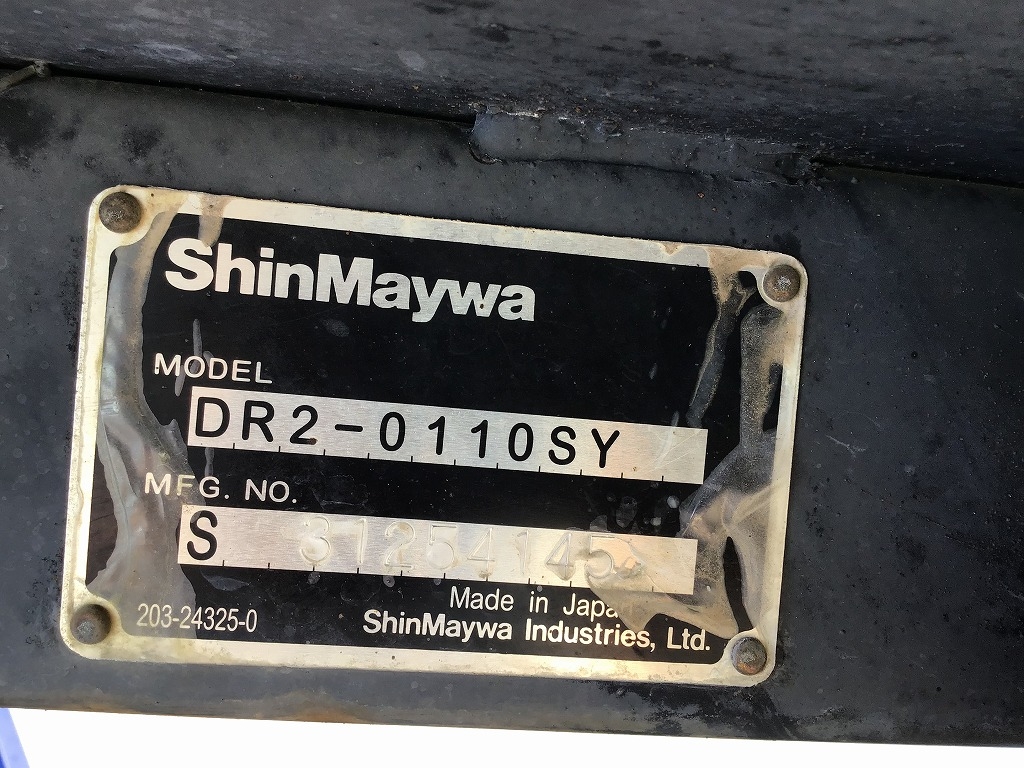 ShinMaywa
MODEL
DR2-0110SY
MFG. NO.
S 31254145
Made in Japan
203-24325-0
ShinMaywa Industries, Ltd.